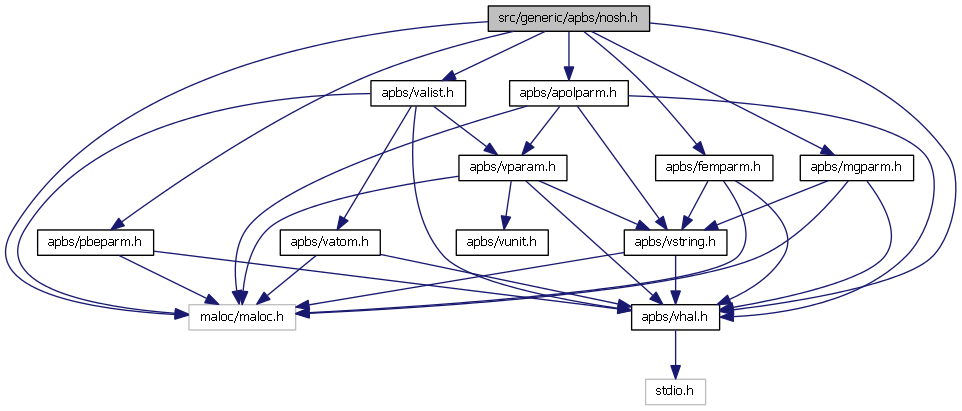 src/generic/apbs/nosh.h
apbs/valist.h
apbs/apolparm.h
apbs/vparam.h
apbs/femparm.h
apbs/mgparm.h
apbs/pbeparm.h
apbs/vatom.h
apbs/vunit.h
apbs/vstring.h
maloc/maloc.h
apbs/vhal.h
stdio.h